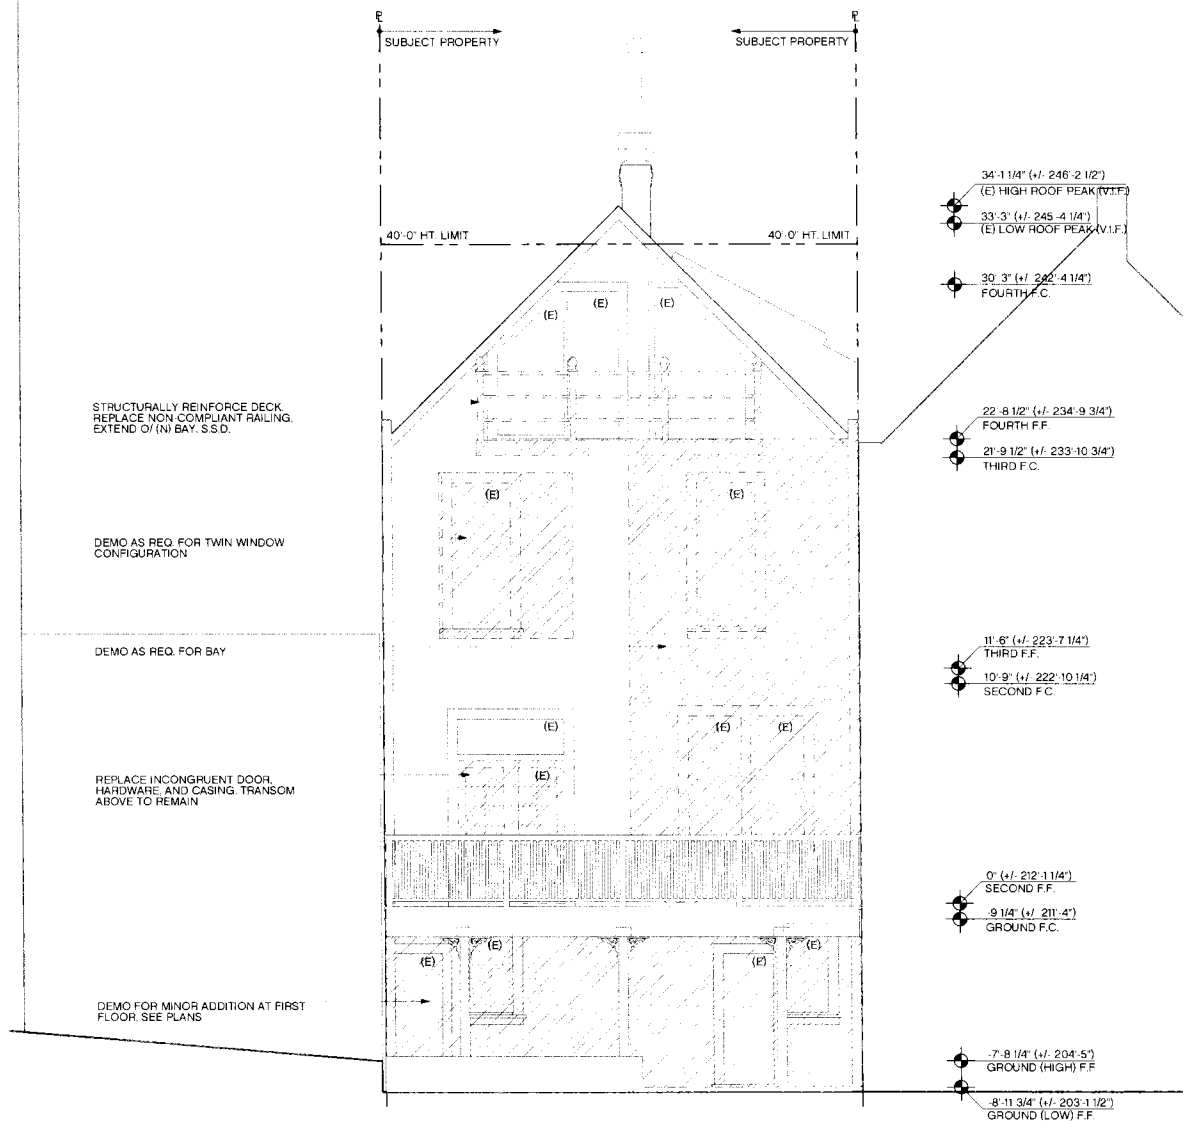 PL
PL
SUBJECT PROPERTY
SUBJECT PROPERTY
34'-1 1/4" (+/- 246'-2 1/2")
(E) HIGH ROOF PEAK (V.I.F.)
33'-3" (+/- 245'-4 1/4")
(E) LOW ROOF PEAK (V.I.F.)
40'-0" HT. LIMIT
40'-0" HT. LIMIT
30' 3" (+/- 242'-4 1/4")
FOURTH F.C.
(E)
(E)
(E)
STRUCTURALLY REINFORCE DECK.
REPLACE NON-COMPLIANT RAILING.
EXTEND O/ (N) BAY. S.S.D.
22'-8 1/2" (+/- 234'-9 3/4")
FOURTH F.F.
21'-9 1/2" (+/- 233'-10 3/4")
THIRD F.C.
(E)
(E)
DEMO AS REQ. FOR TWIN WINDOW
CONFIGURATION
DEMO AS REQ. FOR BAY
11'-6" (+/- 223'-7 1/4")
THIRD F.F.
10'-9" (+/- 222'-10 1/4")
SECOND F.C.
(E)
(E)
(E)
(E)
REPLACE INCONGRUENT DOOR,
HARDWARE, AND CASING. TRANSOM
ABOVE TO REMAIN
0" (+/- 212'-1 1/4")
SECOND F.F.
-9 1/4" (+/- 211'-4")
GROUND F.C.
(E)
(E)
(E)
(E)
DEMO FOR MINOR ADDITION AT FIRST
FLOOR, SEE PLANS
-7'-8 1/4" (+/- 204'-5")
GROUND (HIGH) F.F
-8'-11 3/4" (+/- 203'-1 1/2")
GROUND (LOW) F.F.